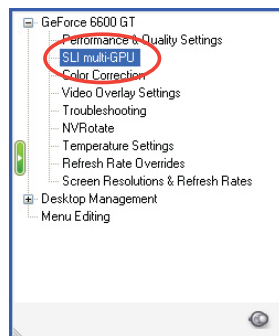 GeForce 6600 GT
Performance & Quality Settings
SLI multi-GPU
Color Correction
Video Overlay Settings
Troubleshooting
NVRotate
Temperature Settings
Refresh Rate Overrides
Screen Resolutions & Refresh Rates
Desktop Management
Menu Editing